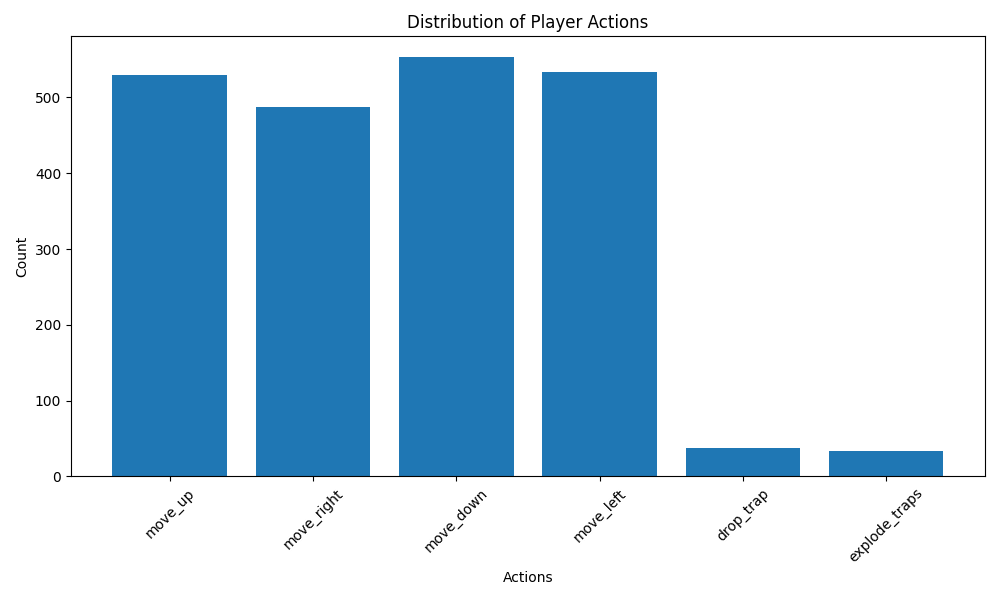 Distribution of Player Actions
Count
500
400
300
200
100
0
move_up
move_right
move_down
move_left
drop_trap
explode_traps
Actions